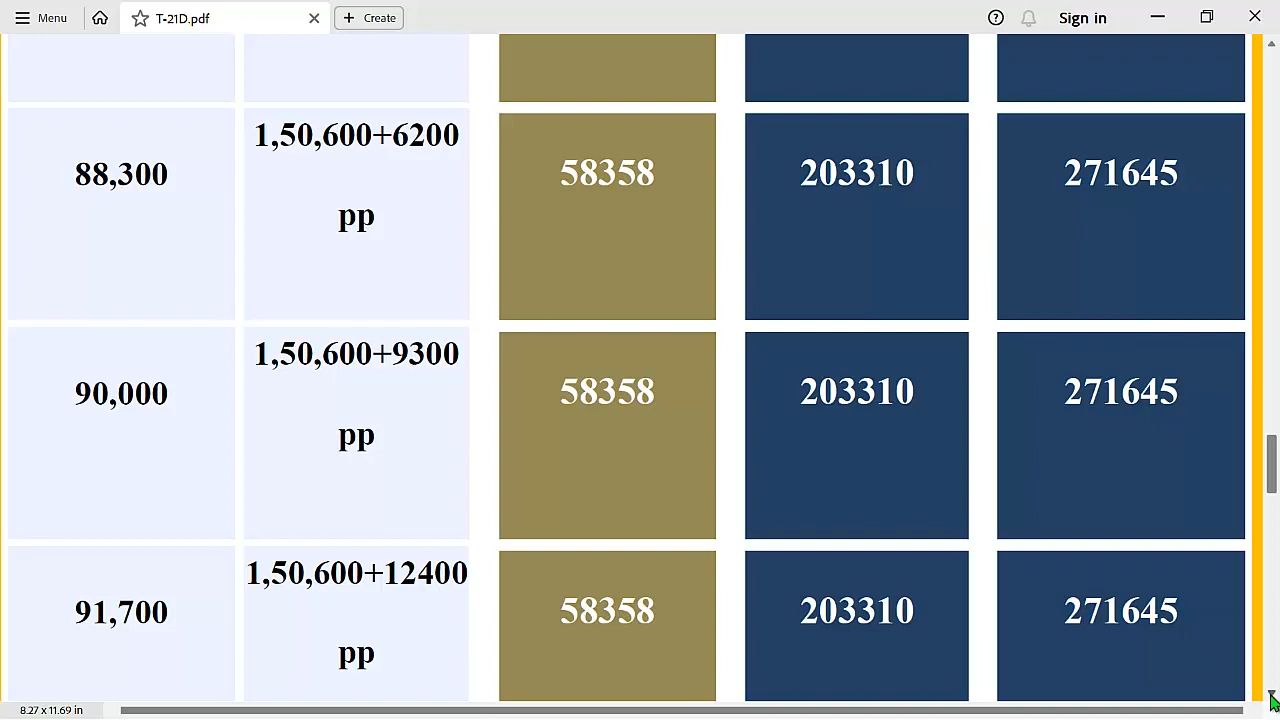 Menu T-21D.pdf Create Sign in
88,300 1,50,600+6200 pp 58358 203310 271645
90,000 1,50,600+9300 pp 58358 203310 271645
91,700 1,50,600+12400 pp 58358 203310 271645
8.27 x 11.69 in